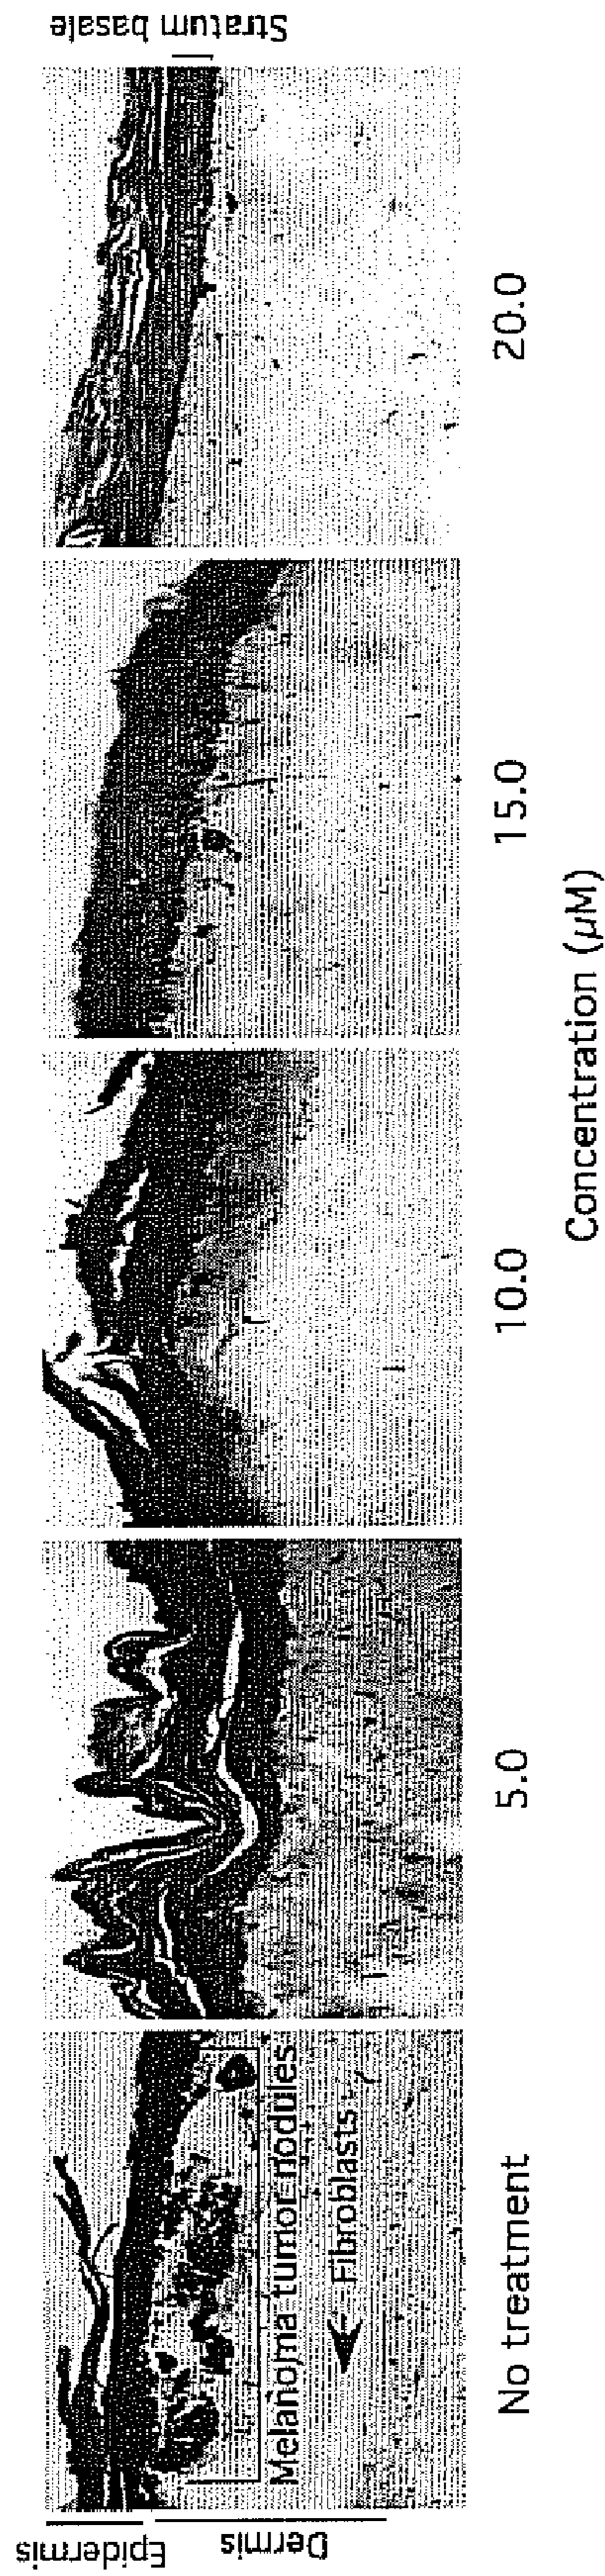 Epidermis
Dermis
Melanoma tumor nodules
Fibroblasts
Stratum basale
No treatment
5.0
10.0
15.0
20.0
Concentration (μM)